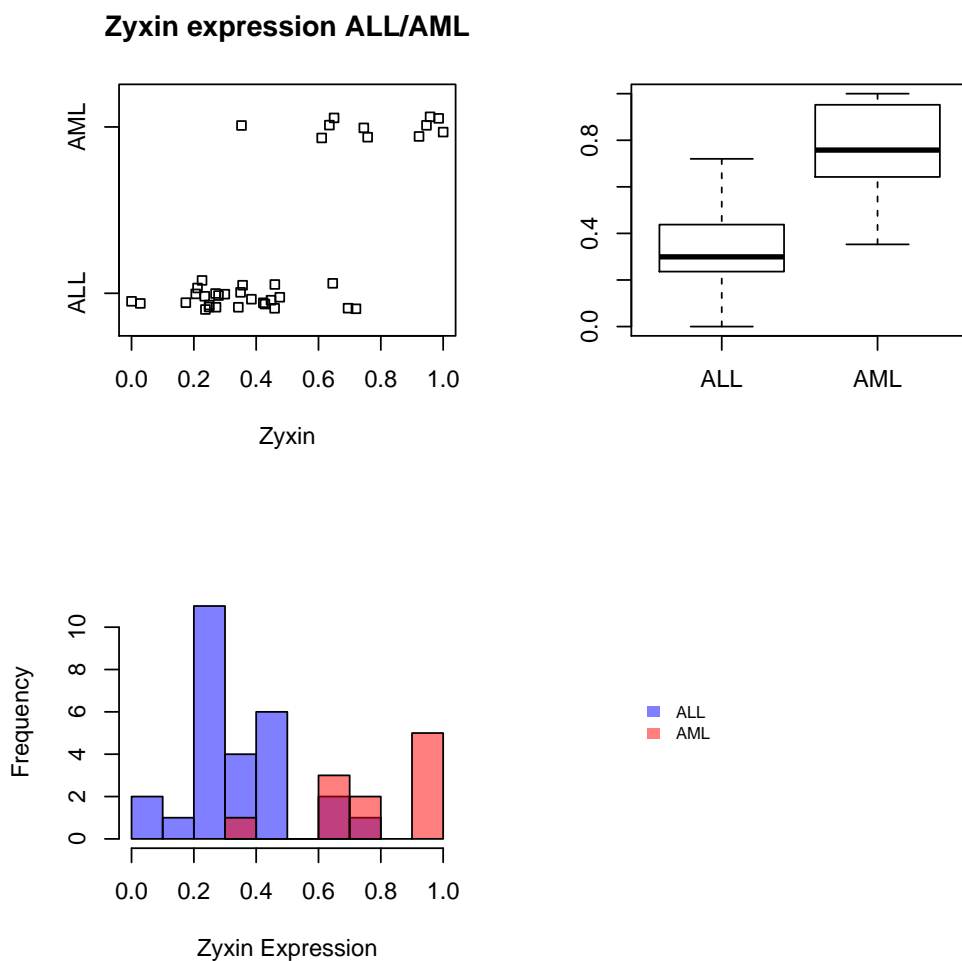 Zyxin expression ALL/AML
AML
ALL
0.0 0.2 0.4 0.6 0.8 1.0
Zyxin
0.8
0.4
0.0
ALL AML
Frequency
10
8
6
4
2
0
0.0 0.2 0.4 0.6 0.8 1.0
Zyxin Expression
ALL
AML